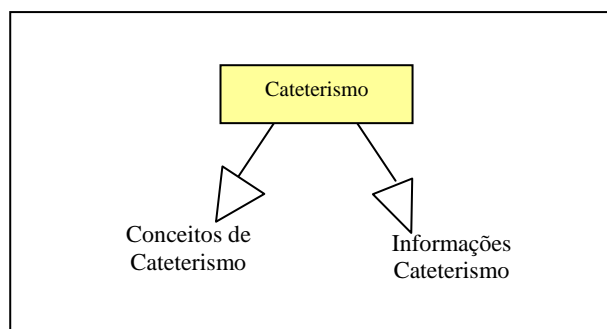 Cateterismo
Conceitos de
Cateterismo
Informações
Cateterismo